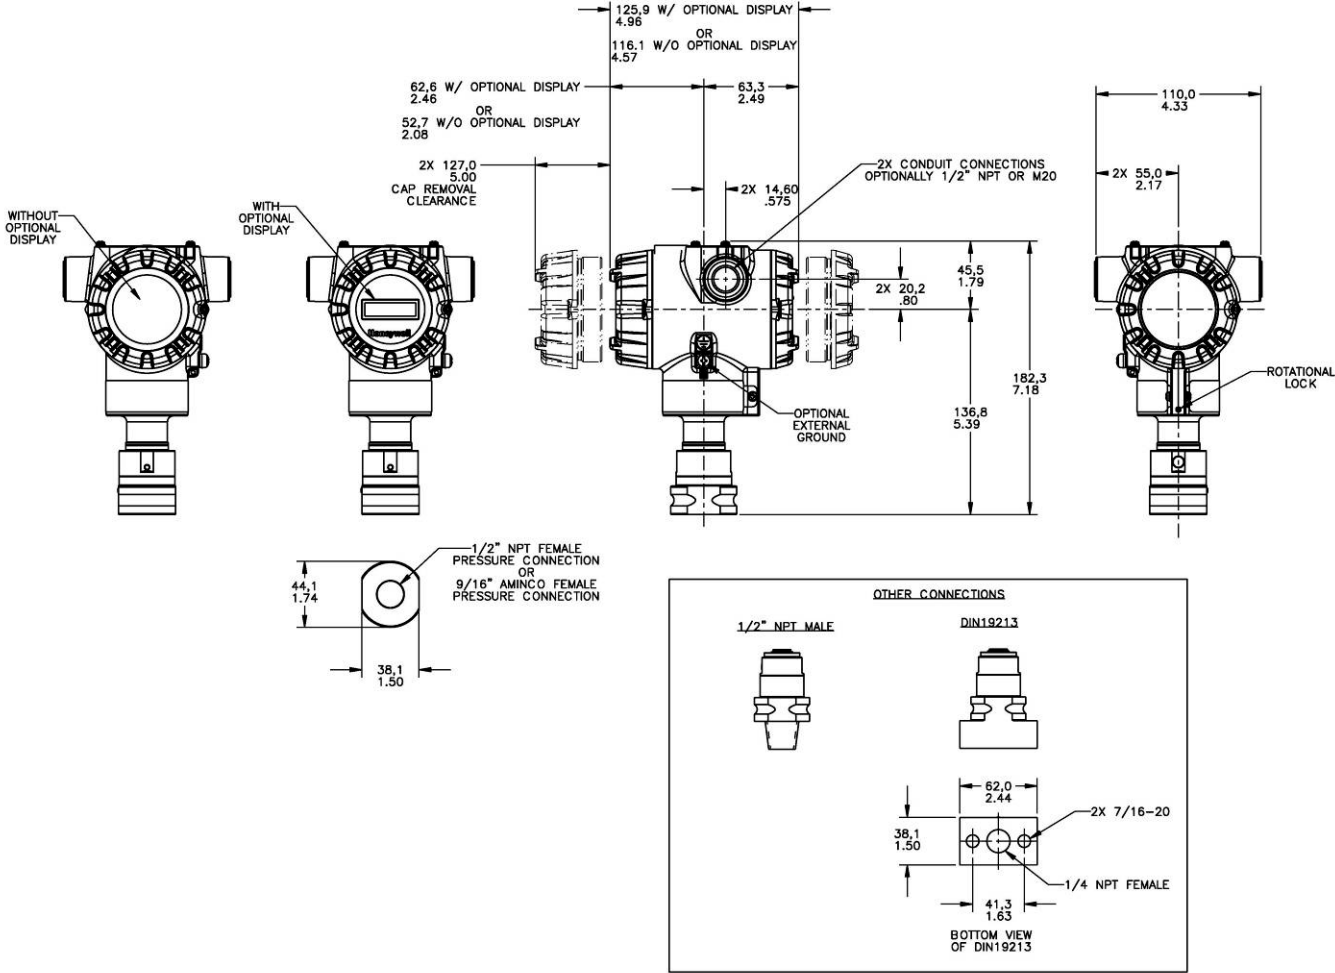 125,9 W/ OPTIONAL DISPLAY
4.96
OR
116.1 W/O OPTIONAL DISPLAY
4.57
62,6 W/ OPTIONAL DISPLAY
2.46
OR
52,7 W/O OPTIONAL DISPLAY
2.08
63,3
2.49
110,0
4.33
2X 127,0
5.00
CAP REMOVAL
CLEARANCE
2X 14,60
.575
2X CONDUIT CONNECTIONS
OPTIONALLY 1/2" NPT OR M20
2X 55,0
2.17
WITHOUT
OPTIONAL
DISPLAY
WITH
OPTIONAL
DISPLAY
Honeywell
2X 20,2
.80
45,5
1.79
182,3
7.18
136,8
5.39
ROTATIONAL
LOCK
OPTIONAL
EXTERNAL
GROUND
1/2" NPT FEMALE
PRESSURE CONNECTION
OR
9/16" AMINCO FEMALE
PRESSURE CONNECTION
44,1
1.74
38,1
1.50
OTHER CONNECTIONS
1/2" NPT MALE
DIN19213
62,0
2.44
2X 7/16-20
38,1
1.50
1/4 NPT FEMALE
41,3
1.63
BOTTOM VIEW
OF DIN19213